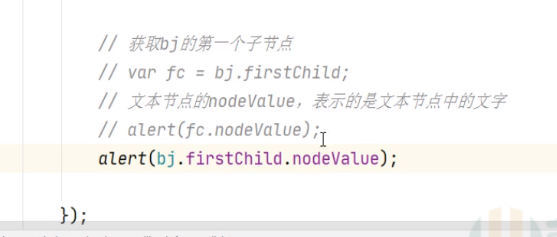 // 获取bj的第一个子节点
// var fc = bj.firstChild;
// 文本节点的nodeValue，表示的是文本节点中的文字
// alert(fc.nodeValue);
alert(bj.firstChild.nodeValue);
});